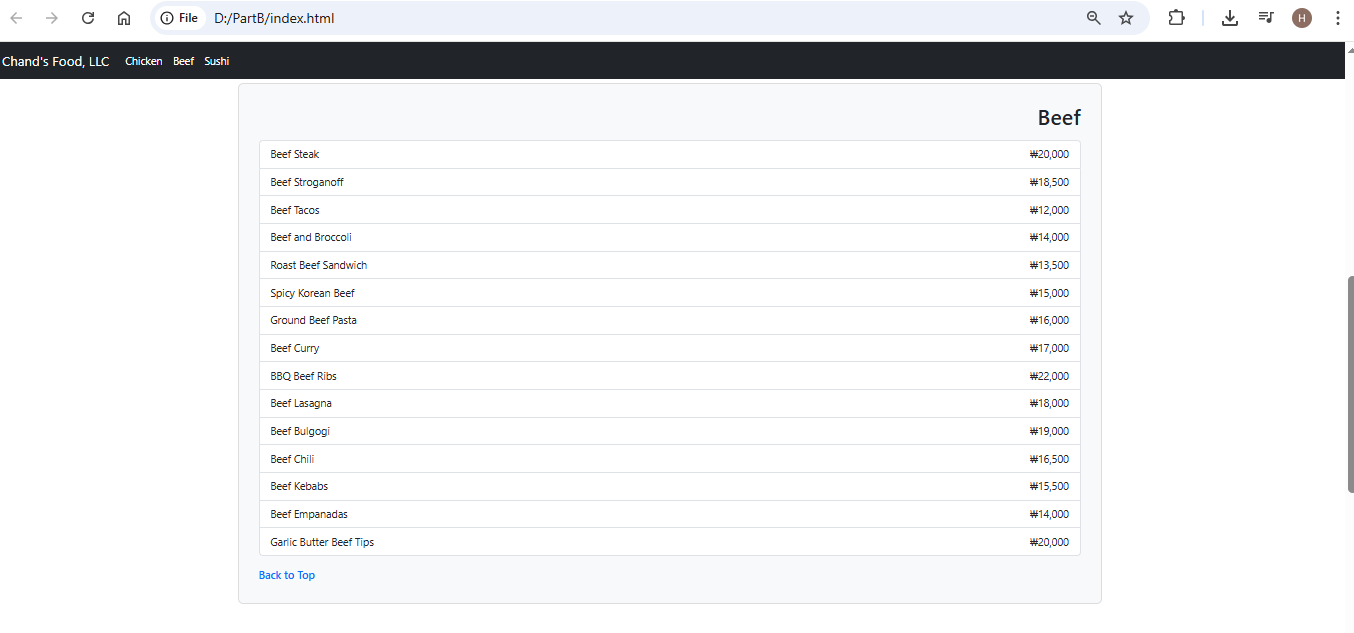 File D:/PartB/index.html H
Chand's Food, LLC Chicken Beef Sushi
Beef
Beef Steak ₩20,000
Beef Stroganoff ₩18,500
Beef Tacos ₩12,000
Beef and Broccoli ₩14,000
Roast Beef Sandwich ₩13,500
Spicy Korean Beef ₩15,000
Ground Beef Pasta ₩16,000
Beef Curry ₩17,000
BBQ Beef Ribs ₩22,000
Beef Lasagna ₩18,000
Beef Bulgogi ₩19,000
Beef Chili ₩16,500
Beef Kebabs ₩15,500
Beef Empanadas ₩14,000
Garlic Butter Beef Tips ₩20,000
Back to Top